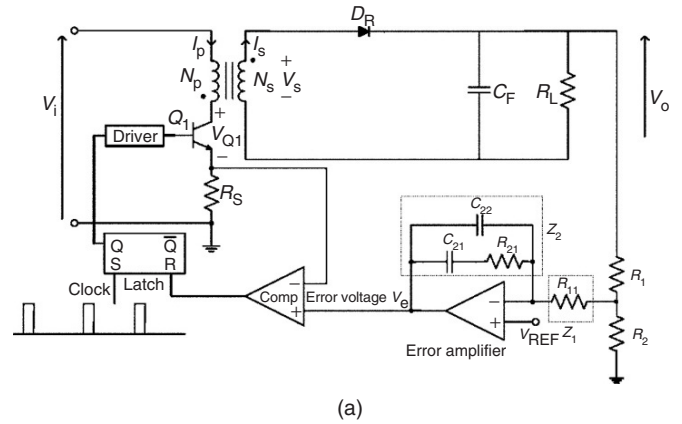 D_R
I_p
I_s
N_p
N_s
+
V_s
−
V_i
C_F
R_L
V_o
Q_1
+
V_Q1
−
Driver
R_S
C_22
Z_2
C_21
R_21
Q Q̅
S R
Latch
Clock
−
Comp
+
Error voltage V_e
−
+
R_11
R_1
V_REF
Z_1
R_2
Error amplifier
(a)